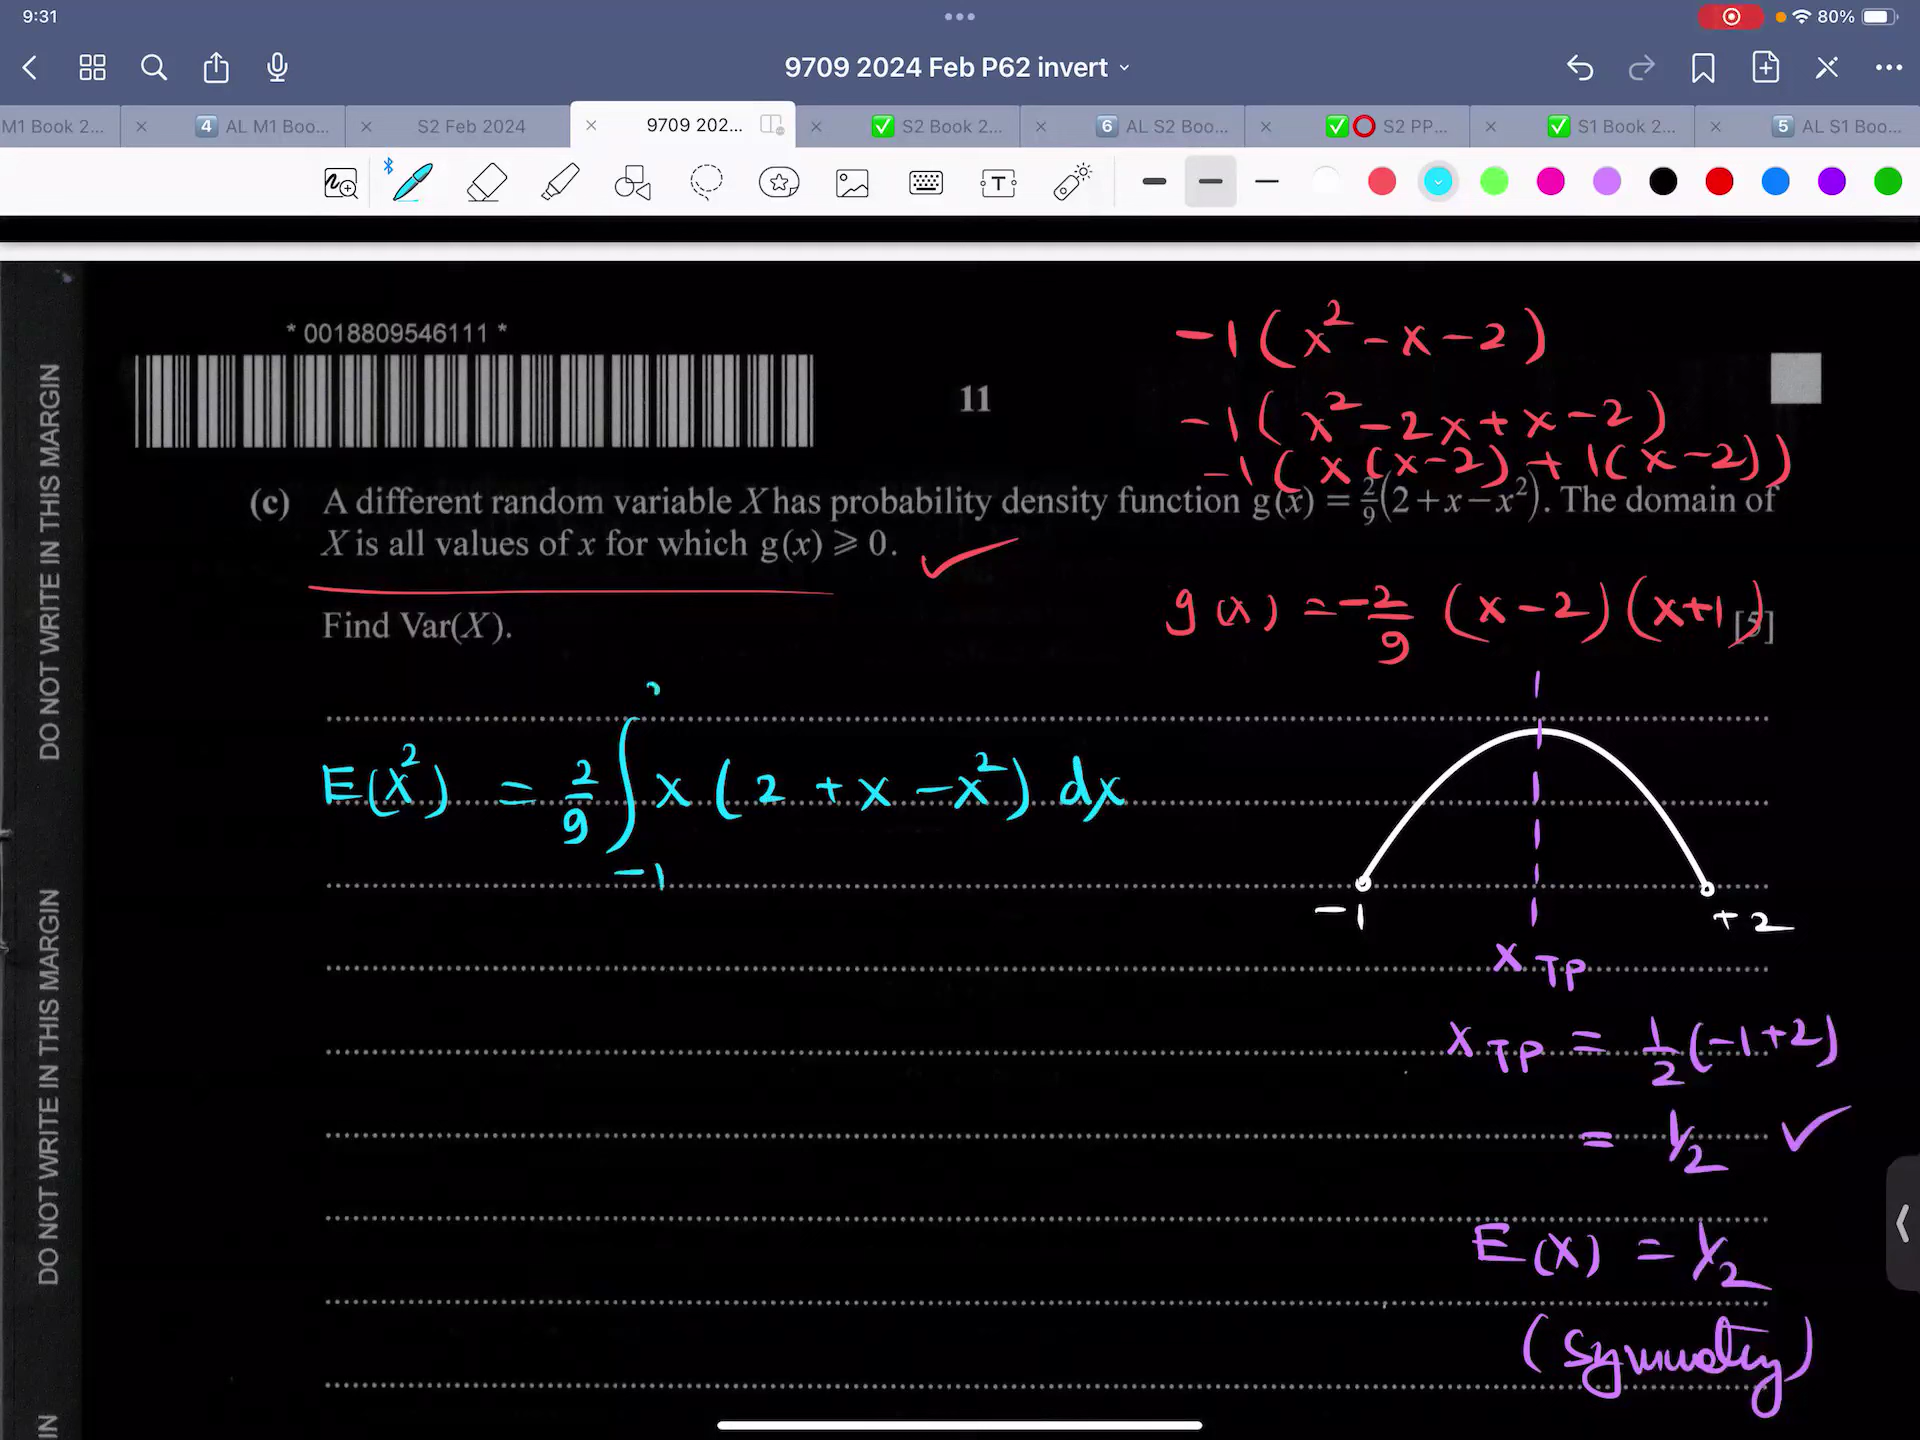 9:31
80%
9709 2024 Feb P62 invert
M1 Book 2...
4 AL M1 Boo...
S2 Feb 2024
9709 202...
S2 Book 2...
6 AL S2 Boo...
S2 PP...
S1 Book 2...
5 AL S1 Boo...
-1(x² - x - 2)
* 0018809546111 *
11
-1(x² - 2x + x - 2)
-1(x(x-2) + 1(x-2))
(c) A different random variable X has probability density function g(x) = 2/9(2 + x - x²). The domain of
X is all values of x for which g(x) ⩾ 0. ✓
g(x) = -2/9 (x-2)(x+1)
Find Var(X). [5]
E(X²) = 2/9 ∫ -1 x(2 + x - x²) dx
-1 +2
x TP
x TP = 1/2(-1+2)
= 1/2 ✓
E(X) = 1/2
(Symmetry)
DO NOT WRITE IN THIS MARGIN
DO NOT WRITE IN THIS MARGIN
IN